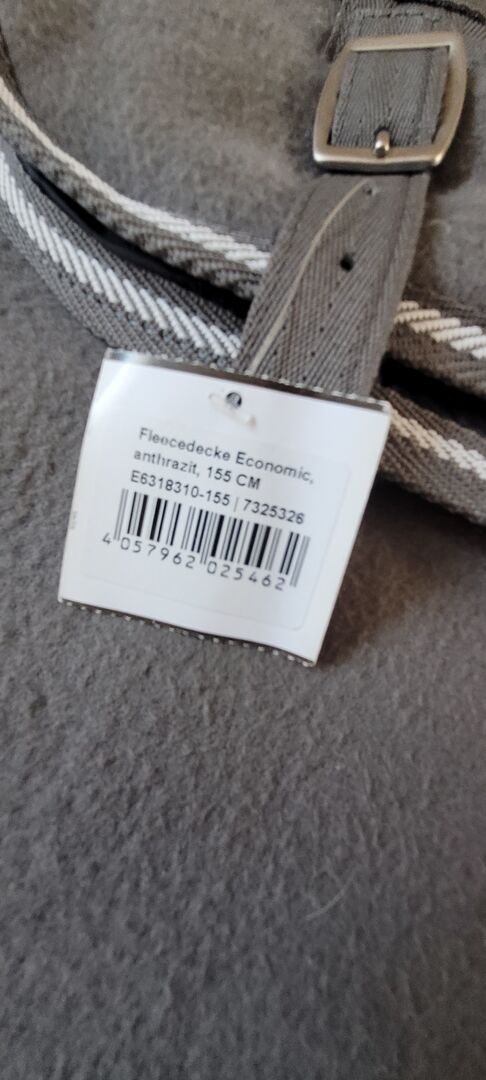 Fleecedecke Economic,
anthrazit, 155 CM
E6318310-155 | 7325326
4 057962 025462